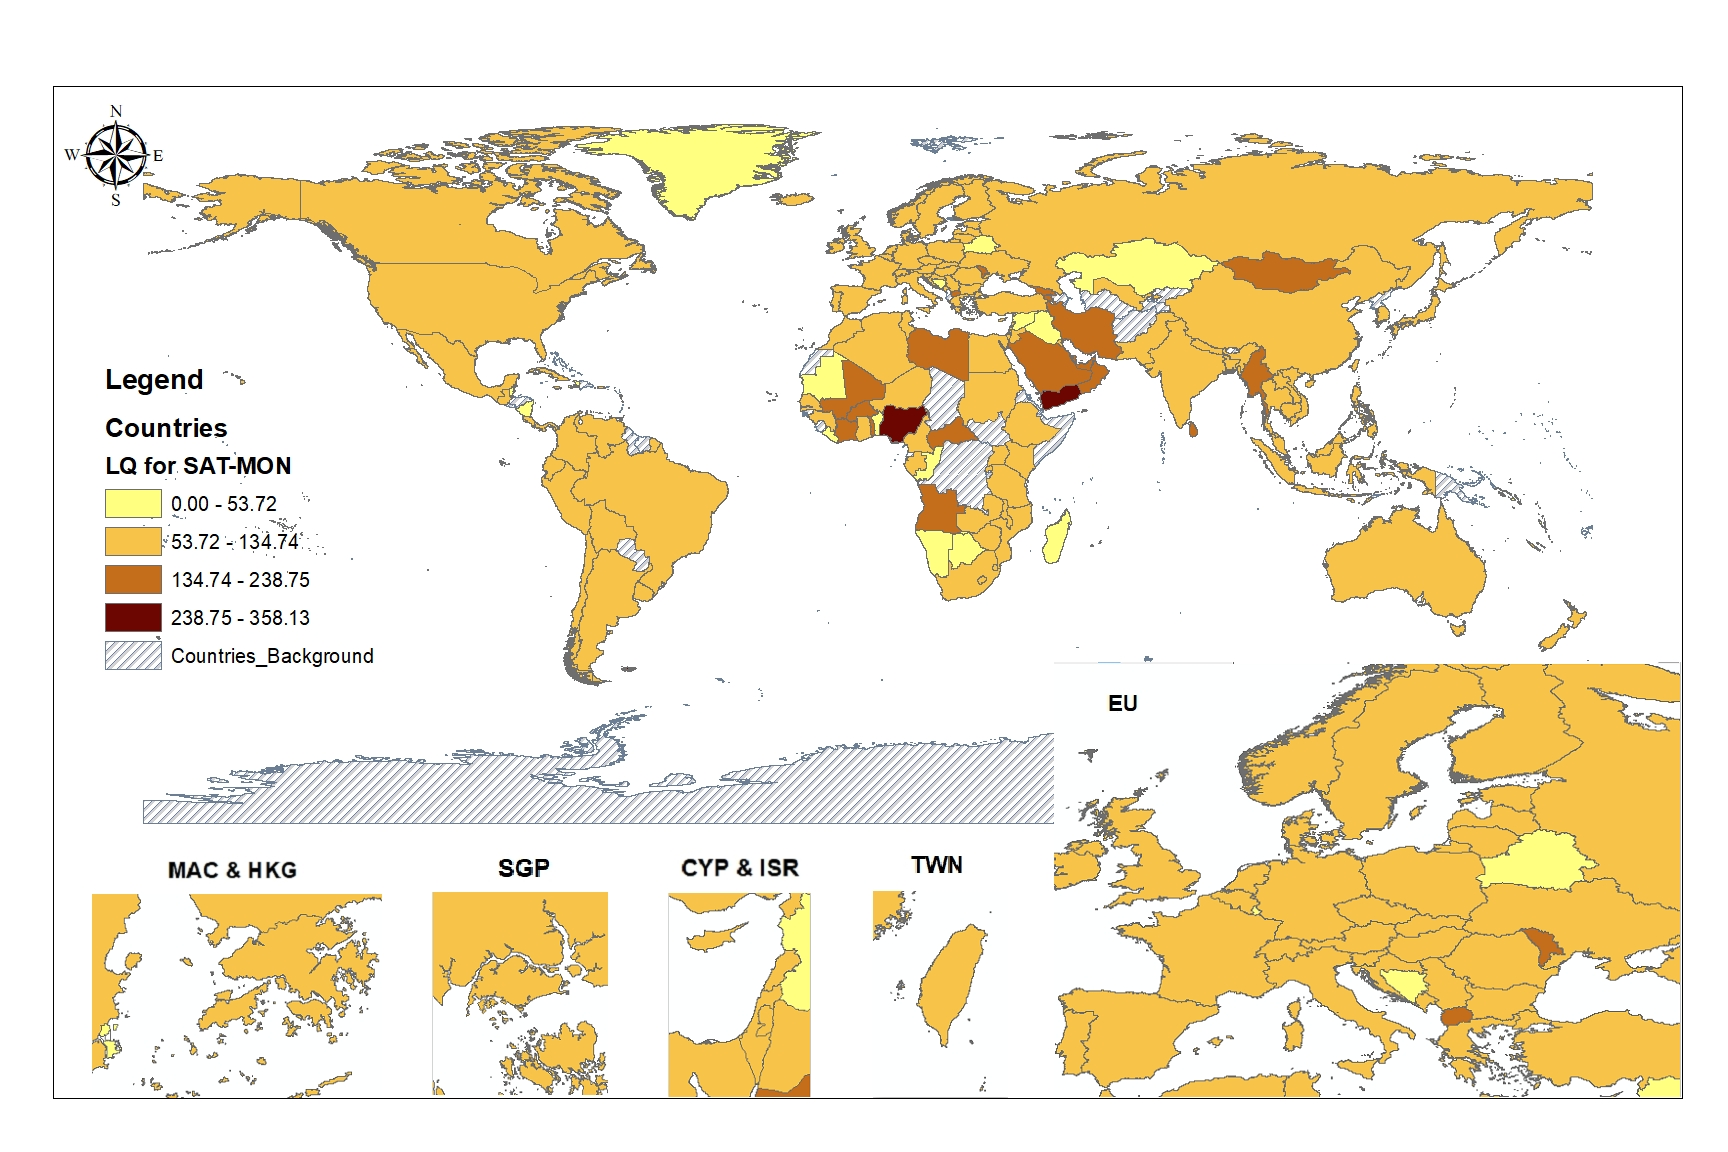 N
W
E
S
Legend
Countries
LQ for SAT-MON
0.00 - 53.72
53.72 - 134.74
134.74 - 238.75
238.75 - 358.13
Countries_Background
EU
MAC & HKG
SGP
CYP & ISR
TWN